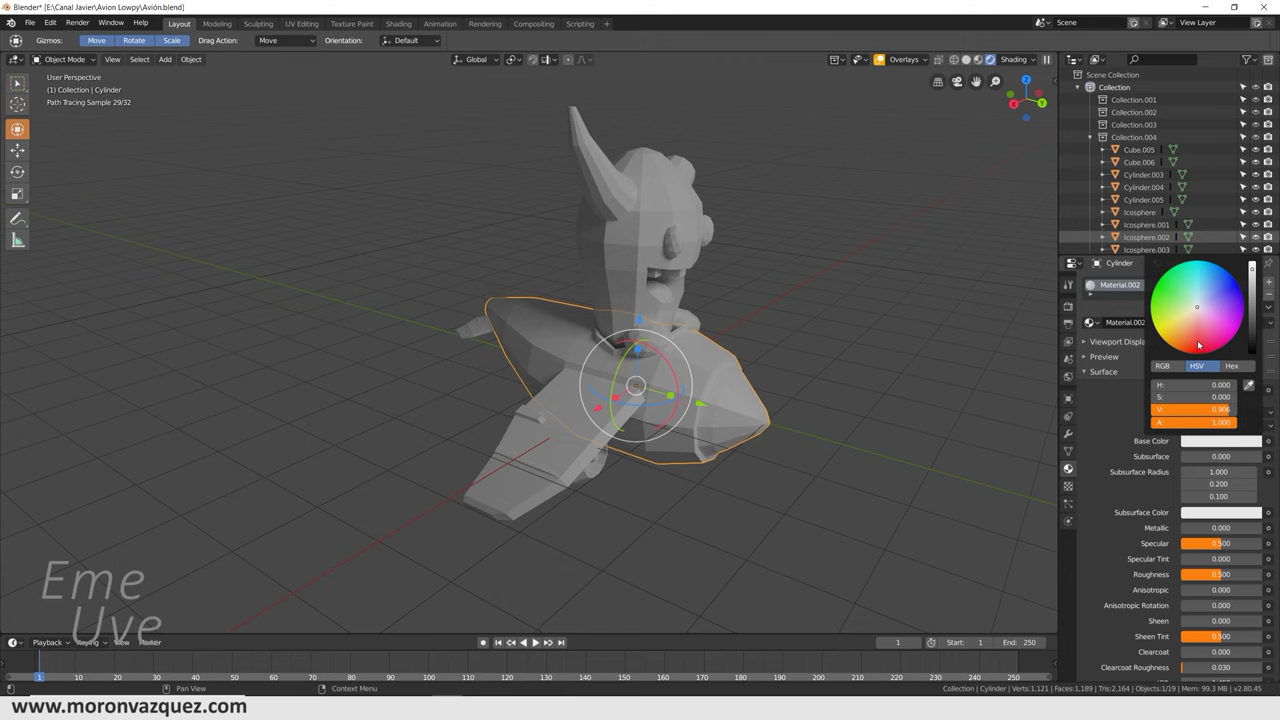 Blender* [E:\Canal Javier\Avion Lowpy\Avión.blend]
File Edit Render Window Help Layout Modeling Sculpting UV Editing Texture Paint Shading Animation Rendering Compositing Scripting Scene View Layer
Gizmos: Move Rotate Scale Drag Action: Move Orientation: Default
Object Mode View Select Add Object Global Overlays Shading
User Perspective
(1) Collection | Cylinder
Path Tracing Sample 29/32
Scene Collection
Collection
Collection.001
Collection.002
Collection.003
Collection.004
Cube.005
Cube.006
Cylinder.003
Cylinder.004
Cylinder.005
Icosphere
Icosphere.001
Icosphere.002
Icosphere.003
Cylinder
Material.002
Material.002
Viewport Displa
Preview
Surface
RGB HSV Hex
H: 0.000
S: 0.000
V: 0.906
A: 1.000
Base Color
Subsurface 0.000
Subsurface Radius 1.000
0.200
0.100
Subsurface Color
Metallic 0.000
Specular 0.500
Specular Tint 0.000
Roughness 0.500
Anisotropic 0.000
Anisotropic Rotation 0.000
Sheen 0.000
Sheen Tint 0.500
Clearcoat 0.000
Clearcoat Roughness 0.030
X Y Z
Eme
Uve
Playback Keying View Marker 1 Start: 1 End: 250
1 10 20 30 40 50 60 70 80 90 100 110 120 130 140 150 160 170 180 190 200 210 220 230 240 250
Pan View Context Menu Collection | Cylinder | Verts:1,121 | Faces:1,189 | Tris:2,164 | Objects:1/19 | Mem: 99.3 MB | v2.80.45
www.moronvazquez.com